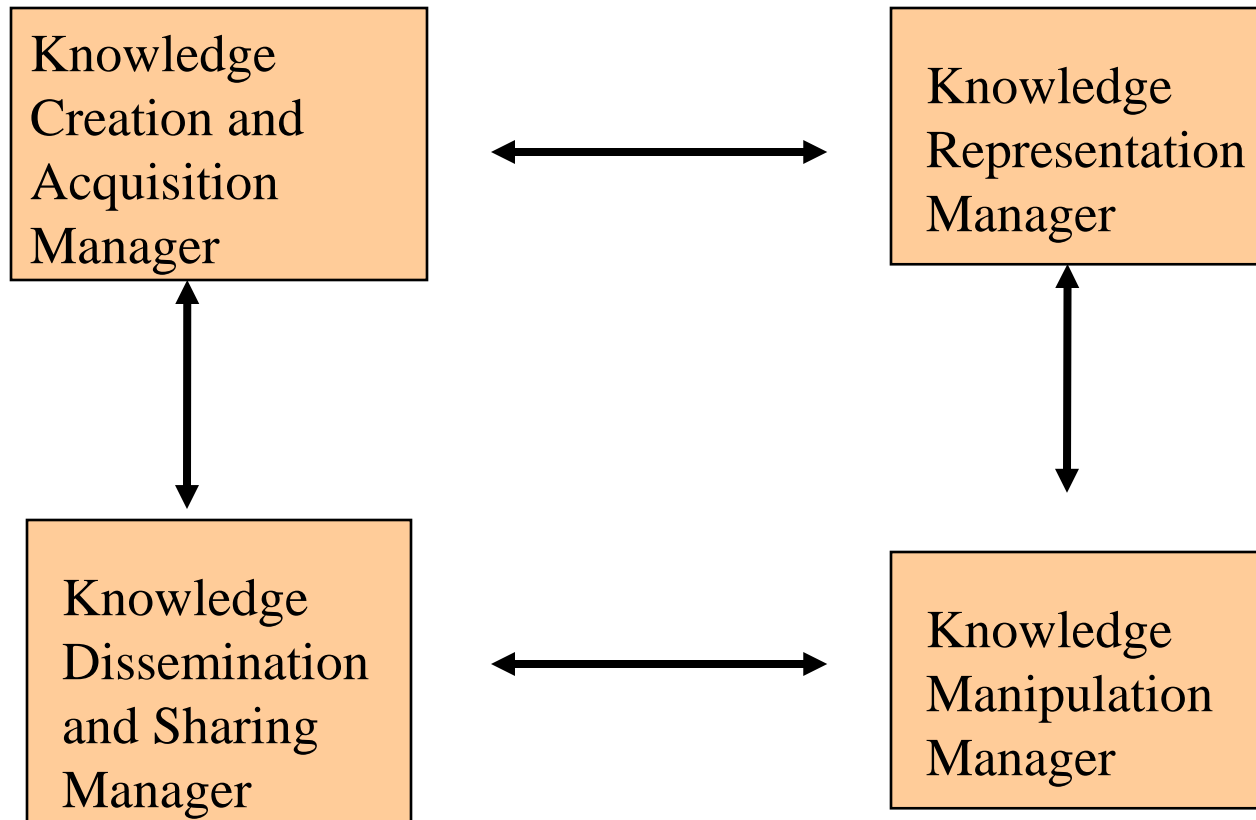 Knowledge
Creation and
Acquisition
Manager
Knowledge
Representation
Manager
Knowledge
Dissemination
and Sharing
Manager
Knowledge
Manipulation
Manager